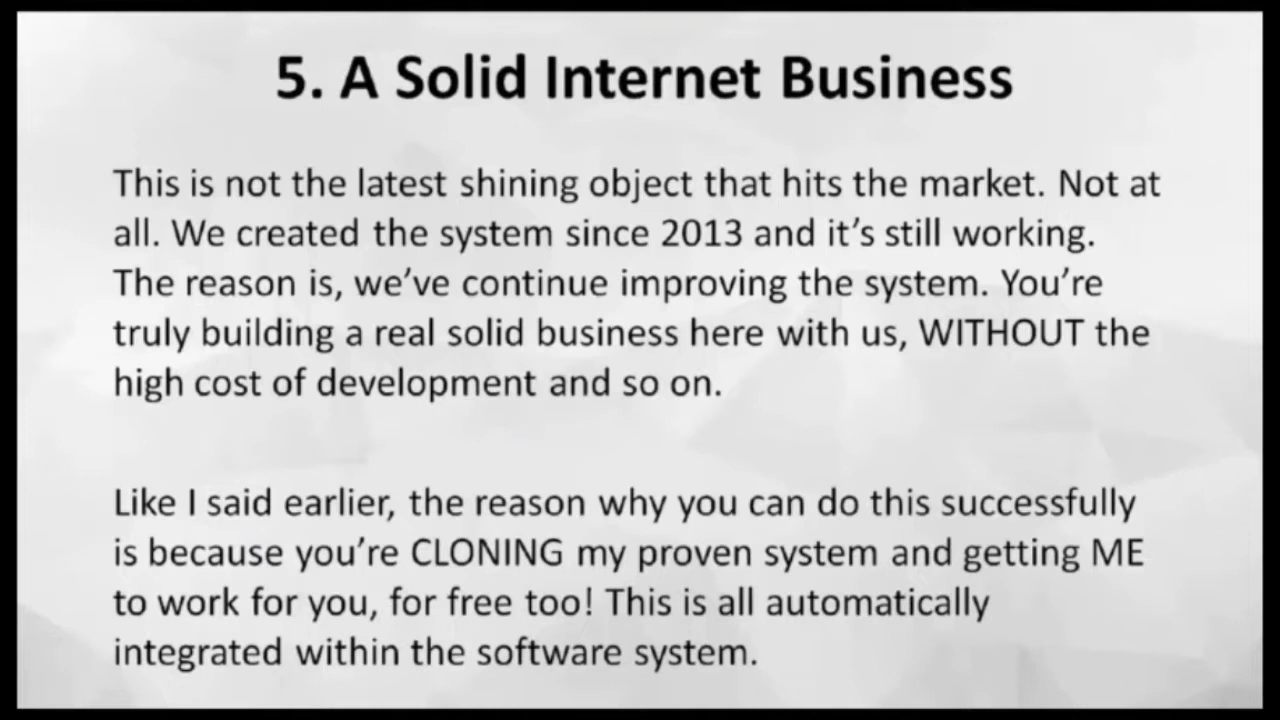 5. A Solid Internet Business
This is not the latest shining object that hits the market. Not at
all. We created the system since 2013 and it’s still working.
The reason is, we’ve continue improving the system. You’re
truly building a real solid business here with us, WITHOUT the
high cost of development and so on.
Like I said earlier, the reason why you can do this successfully
is because you’re CLONING my proven system and getting ME
to work for you, for free too! This is all automatically
integrated within the software system.